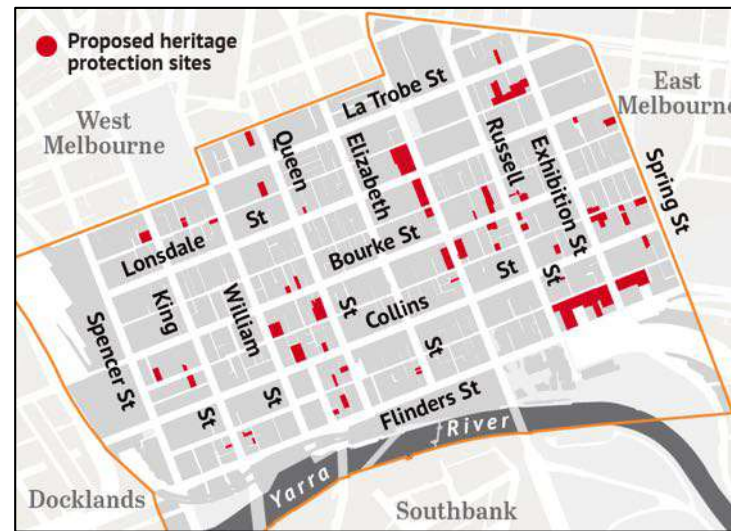 Proposed heritage
protection sites
West
Melbourne
East
Melbourne
La Trobe St
Queen
St
Elizabeth
St
Russell
St
Exhibition St
Spring St
Lonsdale St
Bourke St
Collins St
Spencer St
King
St
William
St
Flinders St
Yarra River
Docklands
Southbank